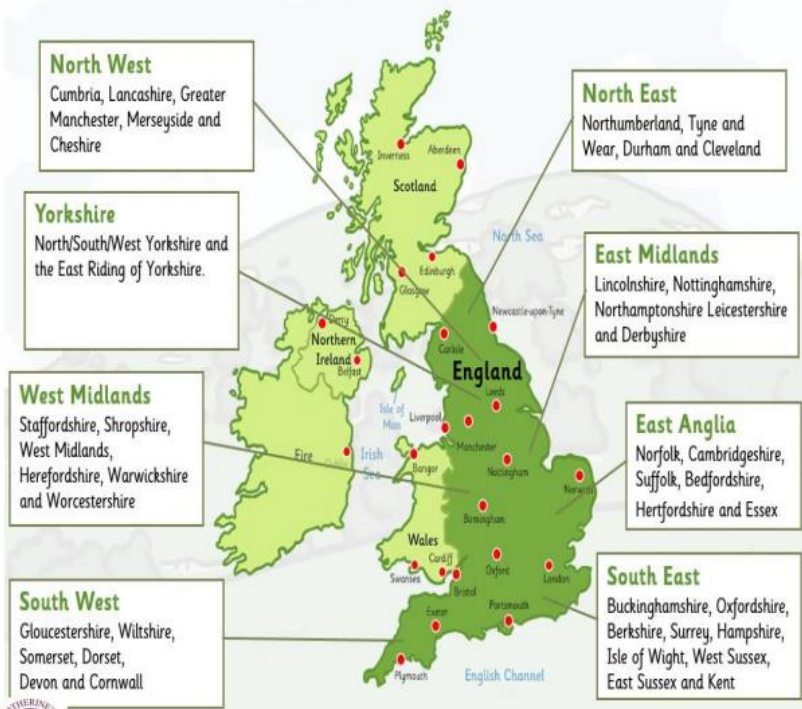 North West
Cumbria, Lancashire, Greater
Manchester, Merseyside and
Cheshire
North East
Northumberland, Tyne and
Wear, Durham and Cleveland
Yorkshire
North/South/West Yorkshire and
the East Riding of Yorkshire.
East Midlands
Lincolnshire, Nottinghamshire,
Northamptonshire Leicestershire
and Derbyshire
West Midlands
Staffordshire, Shropshire,
West Midlands,
Herefordshire, Warwickshire
and Worcestershire
East Anglia
Norfolk, Cambridgeshire,
Suffolk, Bedfordshire,
Hertfordshire and Essex
South West
Gloucestershire, Wiltshire,
Somerset, Dorset,
Devon and Cornwall
South East
Buckinghamshire, Oxfordshire,
Berkshire, Surrey, Hampshire,
Isle of Wight, West Sussex,
East Sussex and Kent
Inverness
Aberdeen
Scotland
North Sea
Edinburgh
Glasgow
Newcastle-upon-Tyne
Derry
Northern
Ireland
Belfast
Carlisle
England
Isle of
Man
Leeds
Liverpool
Manchester
Eire
Irish
Sea
Bangor
Nottingham
Norwich
Birmingham
Wales
Cardiff
Swansea
Bristol
Oxford
London
Exeter
Portsmouth
Plymouth
English Channel